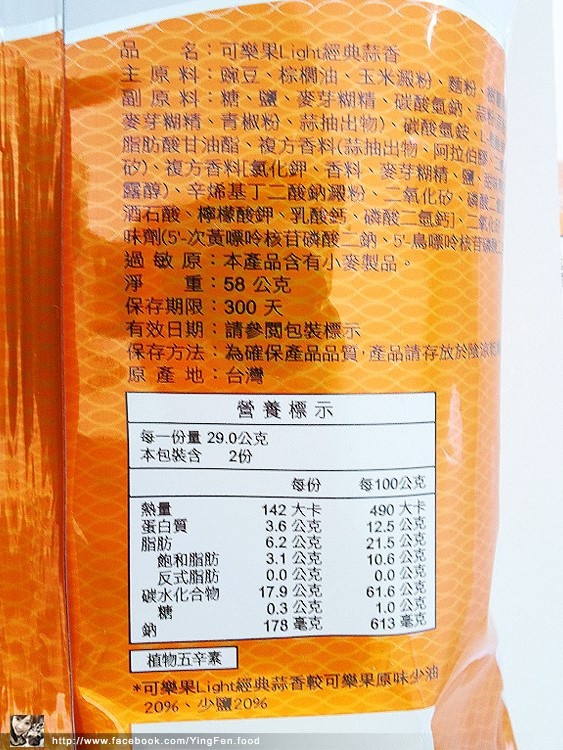 品　　名：可樂果Light經典蒜香
主 原 料：豌豆、棕櫚油、玉米澱粉、麵粉、
副 原 料：糖、鹽、麥芽糊精、碳酸氫鈉、蒜粉
麥芽糊精、青椒粉、蒜抽出物)、碳酸氫銨、L-
脂肪酸甘油酯、複方香料(蒜抽出物、阿拉伯膠、二
矽)、複方香料[氯化鉀、香料、麥芽糊精、鹽、
露醇)、辛烯基丁二酸鈉澱粉、二氧化矽、磷酸
酒石酸、檸檬酸鉀、乳酸鈣、磷酸二氫鈣]、二氧化矽
味劑(5'-次黃嘌呤核苷磷酸二鈉、5'-鳥嘌呤核苷磷酸
過 敏 原：本產品含有小麥製品。
淨　　重：58 公克
保存期限：300 天
有效日期：請參閱包裝標示
保存方法：為確保產品品質，產品請存放於陰涼
原 產 地：台灣
營 養 標 示
每一份量 29.0公克
本包裝含 2份
每份 每100公克
熱量 142 大卡 490 大卡
蛋白質 3.6 公克 12.5 公克
脂肪 6.2 公克 21.5 公克
飽和脂肪 3.1 公克 10.6 公克
反式脂肪 0.0 公克 0.0 公克
碳水化合物 17.9 公克 61.6 公克
糖 0.3 公克 1.0 公克
鈉 178 毫克 613 毫克
植物五辛素
*可樂果Light經典蒜香較可樂果原味少油
20%、少鹽20%
http://www.facebook.com/YingFen.food